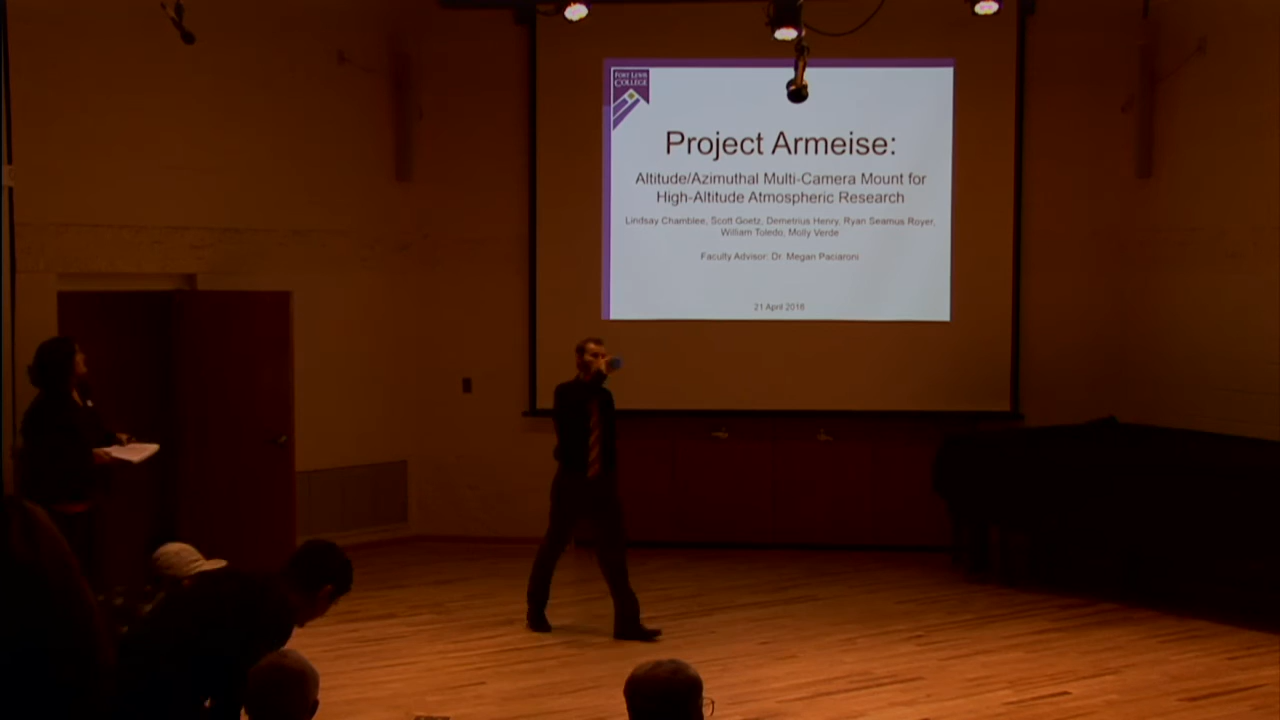 FORT LEWIS
COLLEGE
Project Armeise:
Altitude/Azimuthal Multi-Camera Mount for
High-Altitude Atmospheric Research
Lindsay Chamblee, Scott Goetz, Demetrius Henry, Ryan Seamus Royer,
William Toledo, Molly Verde
Faculty Advisor: Dr. Megan Paciaroni
21 April 2016